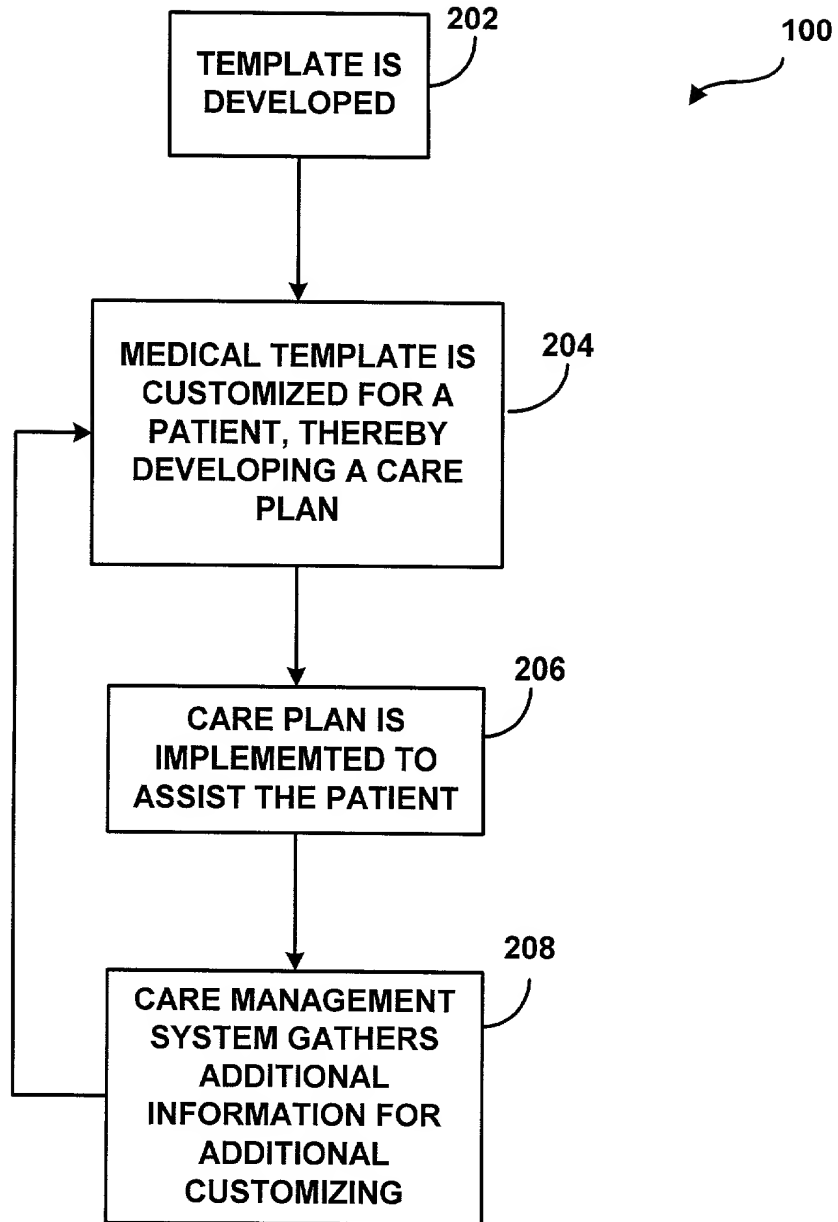 202
100
TEMPLATE IS
DEVELOPED
204
MEDICAL TEMPLATE IS
CUSTOMIZED FOR A
PATIENT, THEREBY
DEVELOPING A CARE
PLAN
206
CARE PLAN IS
IMPLEMEMTED TO
ASSIST THE PATIENT
208
CARE MANAGEMENT
SYSTEM GATHERS
ADDITIONAL
INFORMATION FOR
ADDITIONAL
CUSTOMIZING